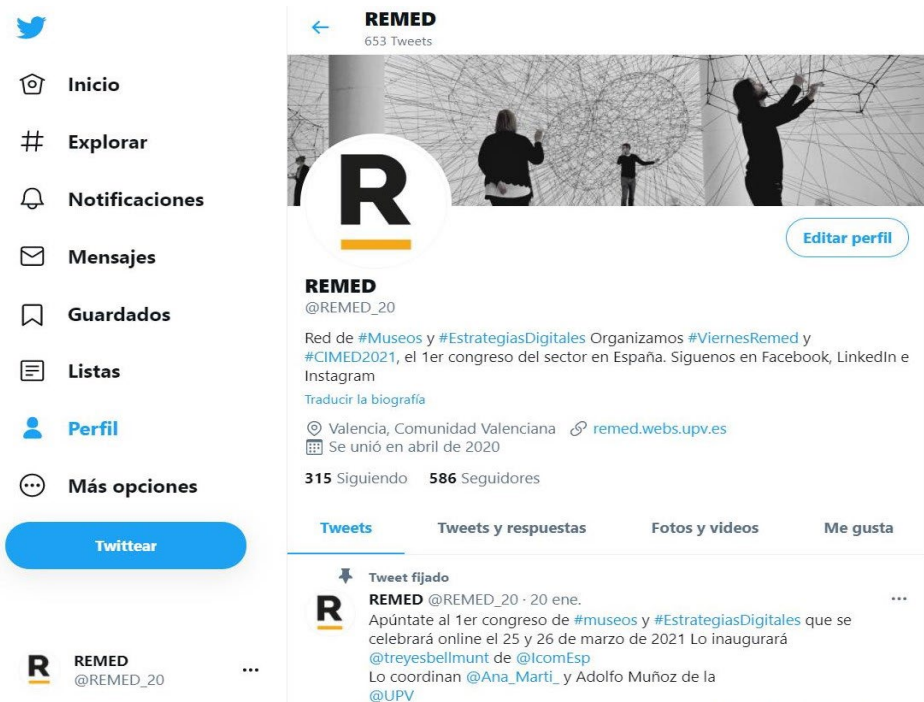 REMED
653 Tweets
Inicio
Explorar
Notificaciones
Mensajes
Guardados
Listas
Perfil
Más opciones
Twittear
REMED
@REMED_20
R
Editar perfil
REMED
@REMED_20
Red de #Museos y #EstrategiasDigitales Organizamos #ViernesRemed y
#CIMED2021, el 1er congreso del sector en España. Siguenos en Facebook, LinkedIn e
Instagram
Traducir la biografía
Valencia, Comunidad Valenciana remed.webs.upv.es
Se unió en abril de 2020
315 Siguiendo 586 Seguidores
Tweets Tweets y respuestas Fotos y videos Me gusta
Tweet fijado
R
REMED @REMED_20 · 20 ene.
Apúntate al 1er congreso de #museos y #EstrategiasDigitales que se
celebrará online el 25 y 26 de marzo de 2021 Lo inaugurará
@treyesbellmunt de @IcomEsp
Lo coordinan @Ana_Marti_ y Adolfo Muñoz de la
@UPV
R